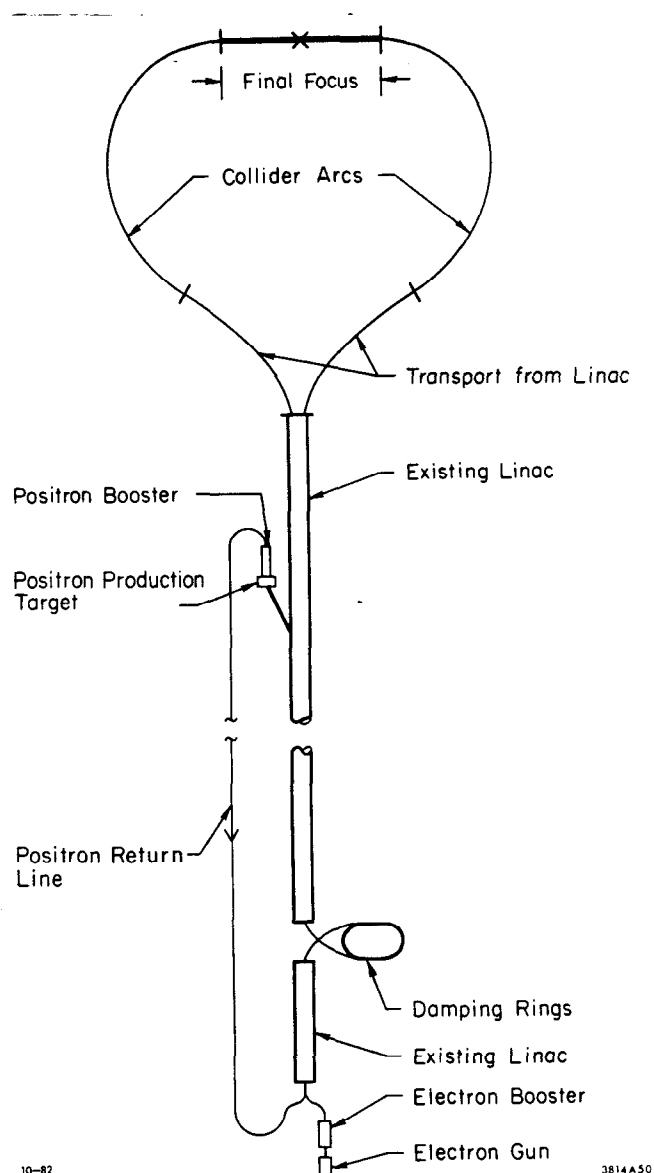 Final Focus
Collider Arcs
Transport from Linac
Existing Linac
Positron Booster
Positron Production
Target
Positron Return
Line
Damping Rings
Existing Linac
Electron Booster
Electron Gun
10-82
3814A50